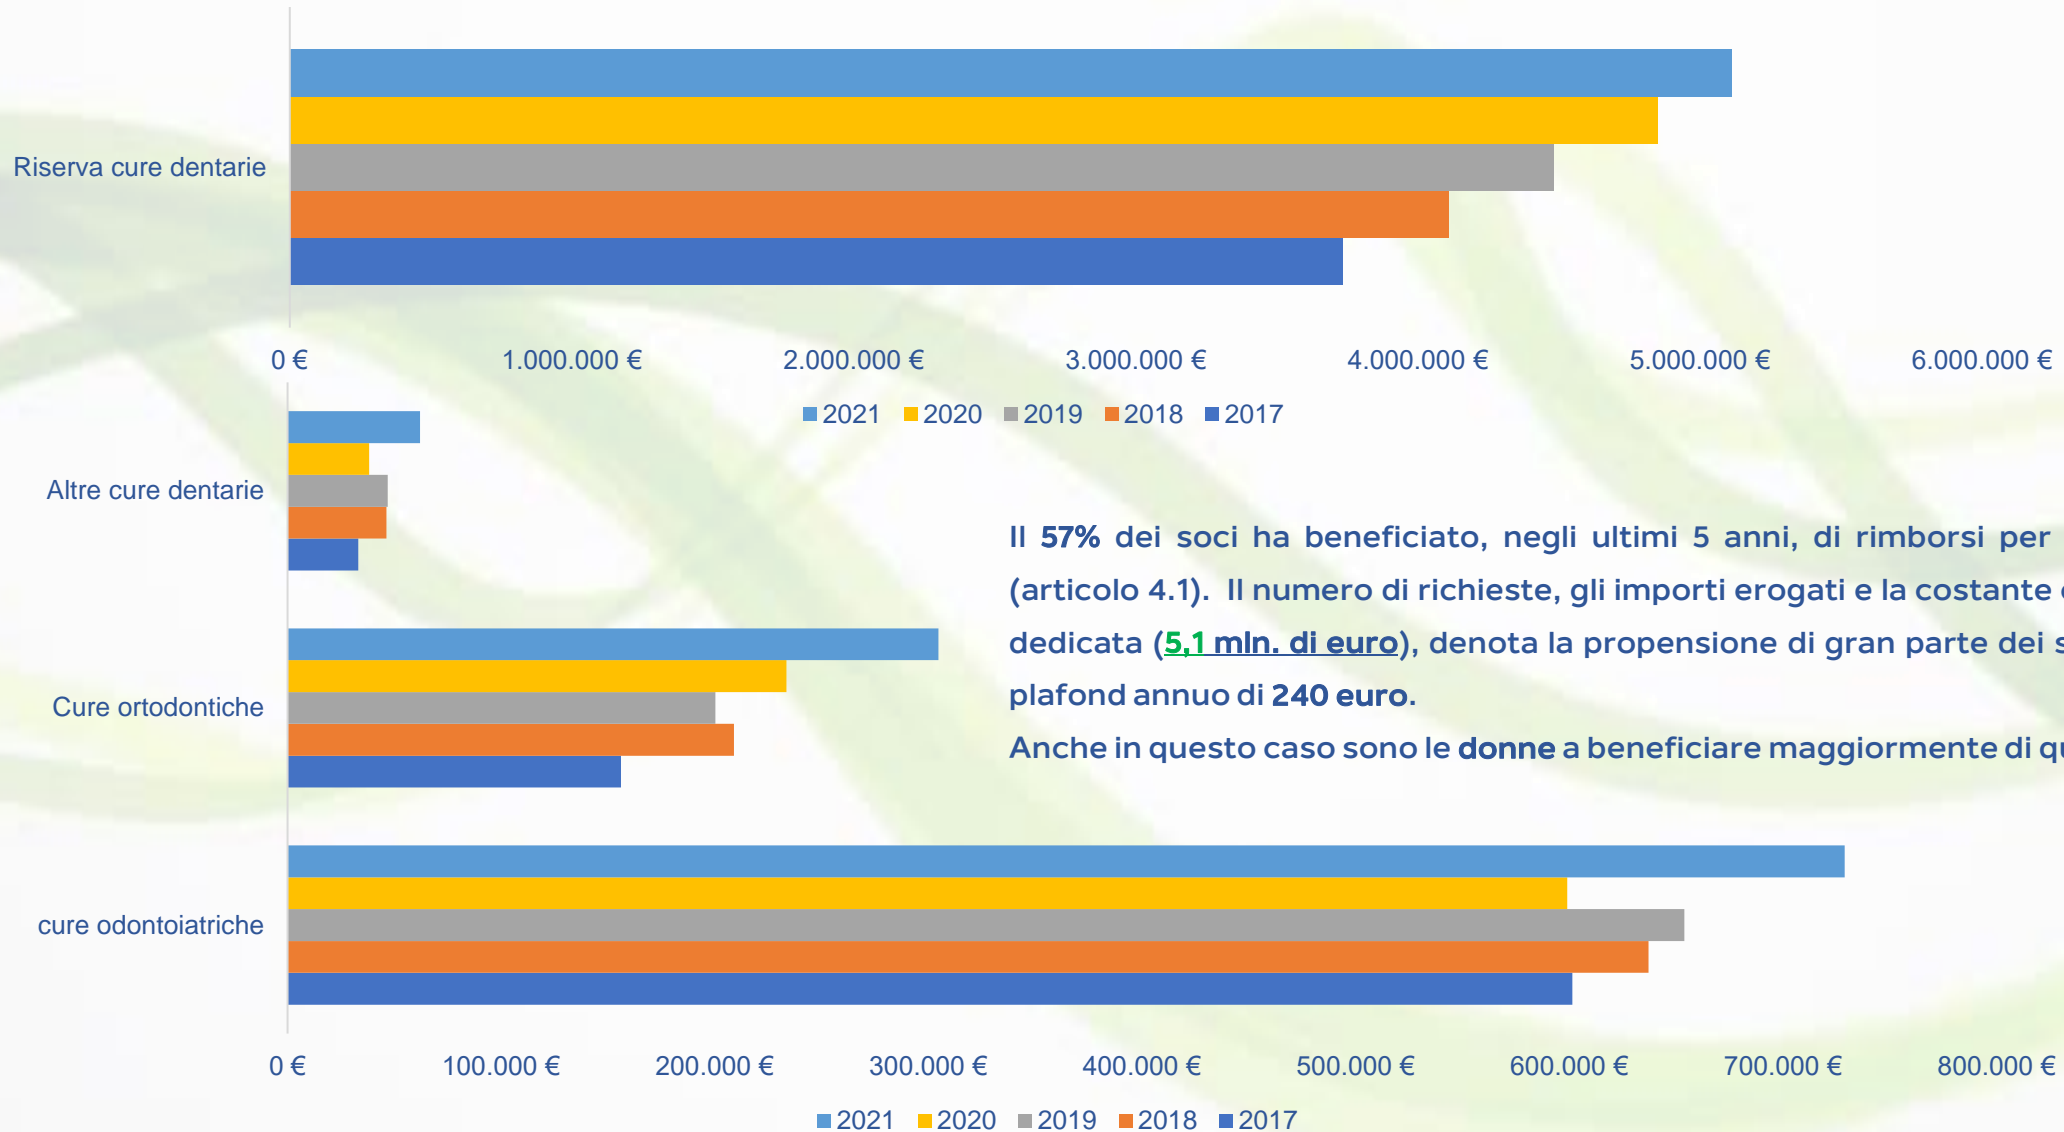 Riserva cure dentarie
0 € 1.000.000 € 2.000.000 € 3.000.000 € 4.000.000 € 5.000.000 € 6.000.000 €
2021 2020 2019 2018 2017
Altre cure dentarie
Cure ortodontiche
cure odontoiatriche
0 € 100.000 € 200.000 € 300.000 € 400.000 € 500.000 € 600.000 € 700.000 € 800.000 €
2021 2020 2019 2018 2017
Il 57% dei soci ha beneficiato, negli ultimi 5 anni, di rimborsi per
(articolo 4.1). Il numero di richieste, gli importi erogati e la costante
dedicata (5,1 mln. di euro), denota la propensione di gran parte dei
plafond annuo di 240 euro.
Anche in questo caso sono le donne a beneficiare maggiormente di